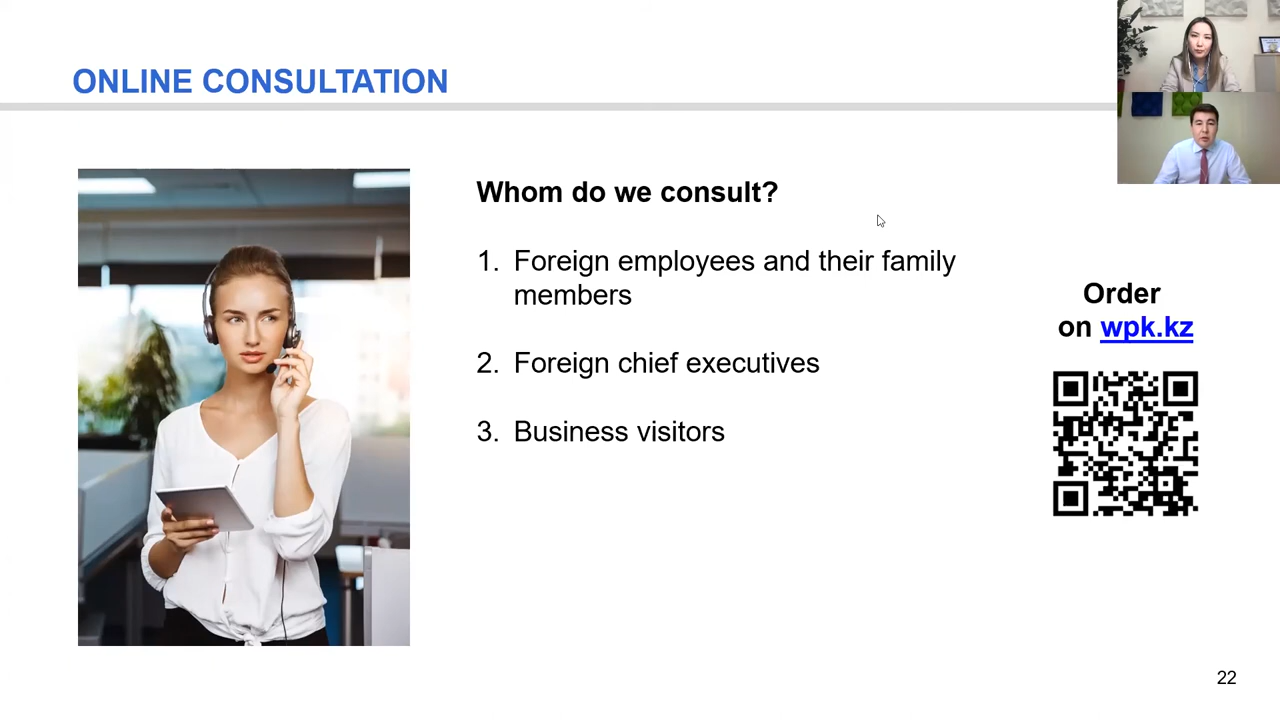 ONLINE CONSULTATION
Whom do we consult?
1. Foreign employees and their family
members
2. Foreign chief executives
3. Business visitors
Order
on wpk.kz
22